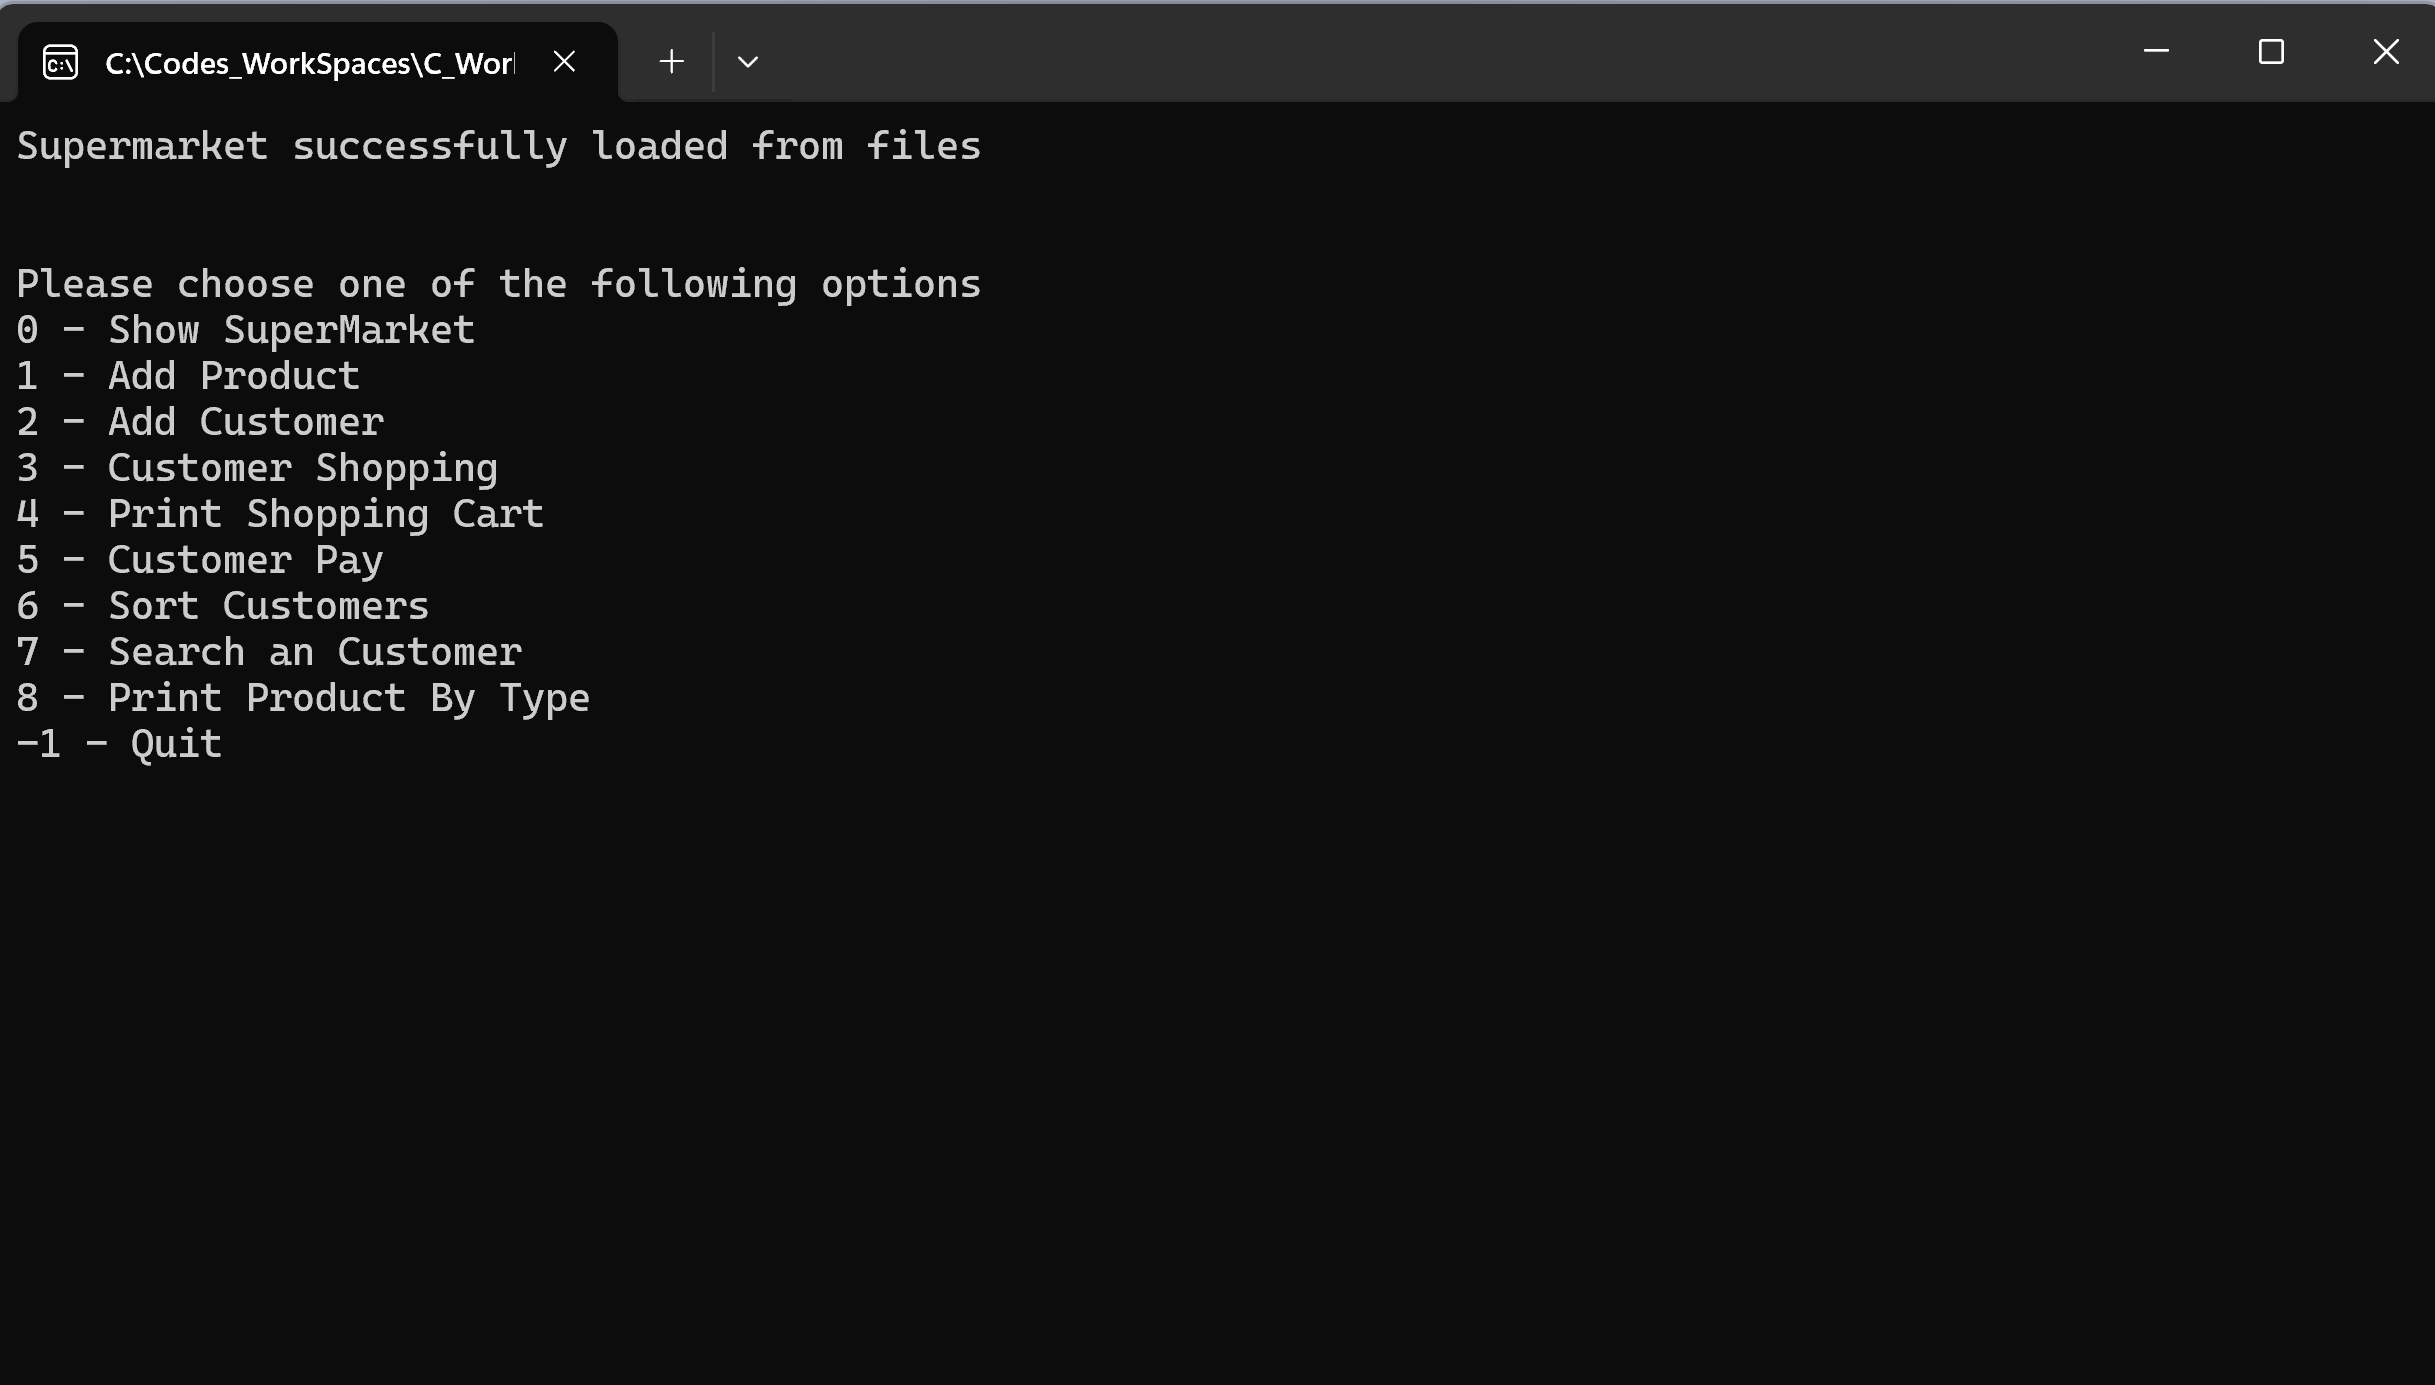 C:\Codes_WorkSpaces\C_Wor
Supermarket successfully loaded from files
Please choose one of the following options
0 - Show SuperMarket
1 - Add Product
2 - Add Customer
3 - Customer Shopping
4 - Print Shopping Cart
5 - Customer Pay
6 - Sort Customers
7 - Search an Customer
8 - Print Product By Type
-1 - Quit